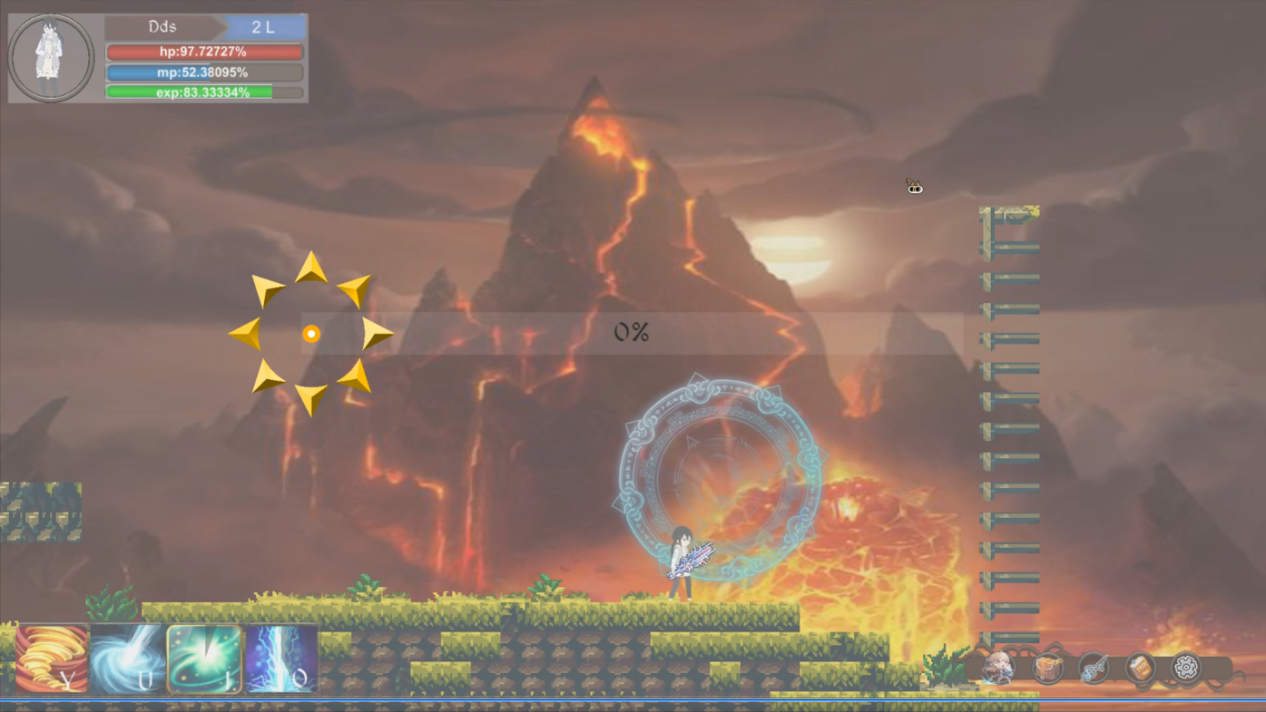 Dds 2 L
hp:97.72727%
mp:52.38095%
exp:83.33334%
0%
Y U I O